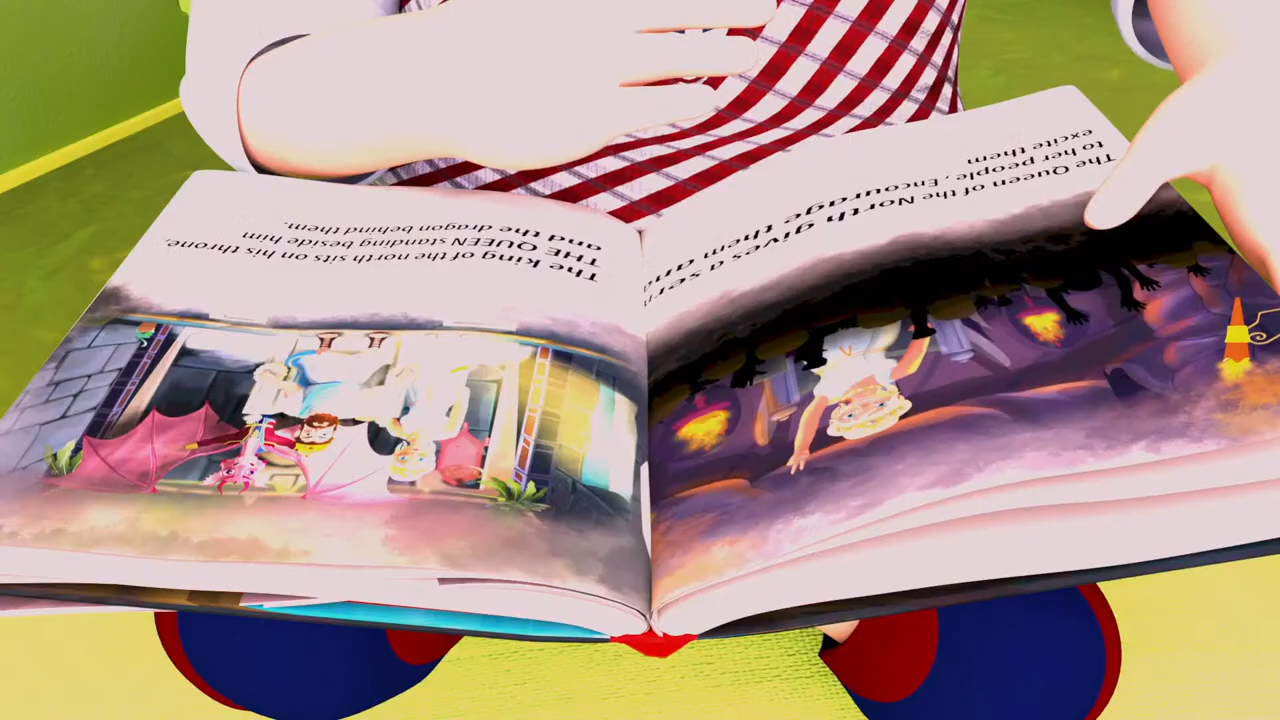 The Queen of the North gives a
to her people, Encourage them and
excite them
The king of the north sits on his throne,
THE QUEEN standing beside him
and the dragon behind them.